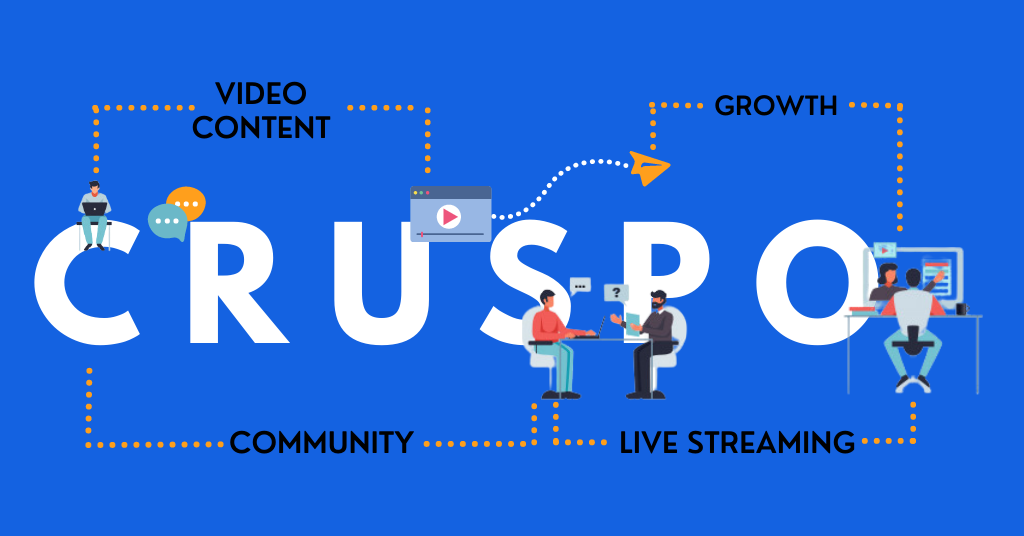 VIDEO
CONTENT
GROWTH
CRUSPO
...
?
COMMUNITY
LIVE STREAMING